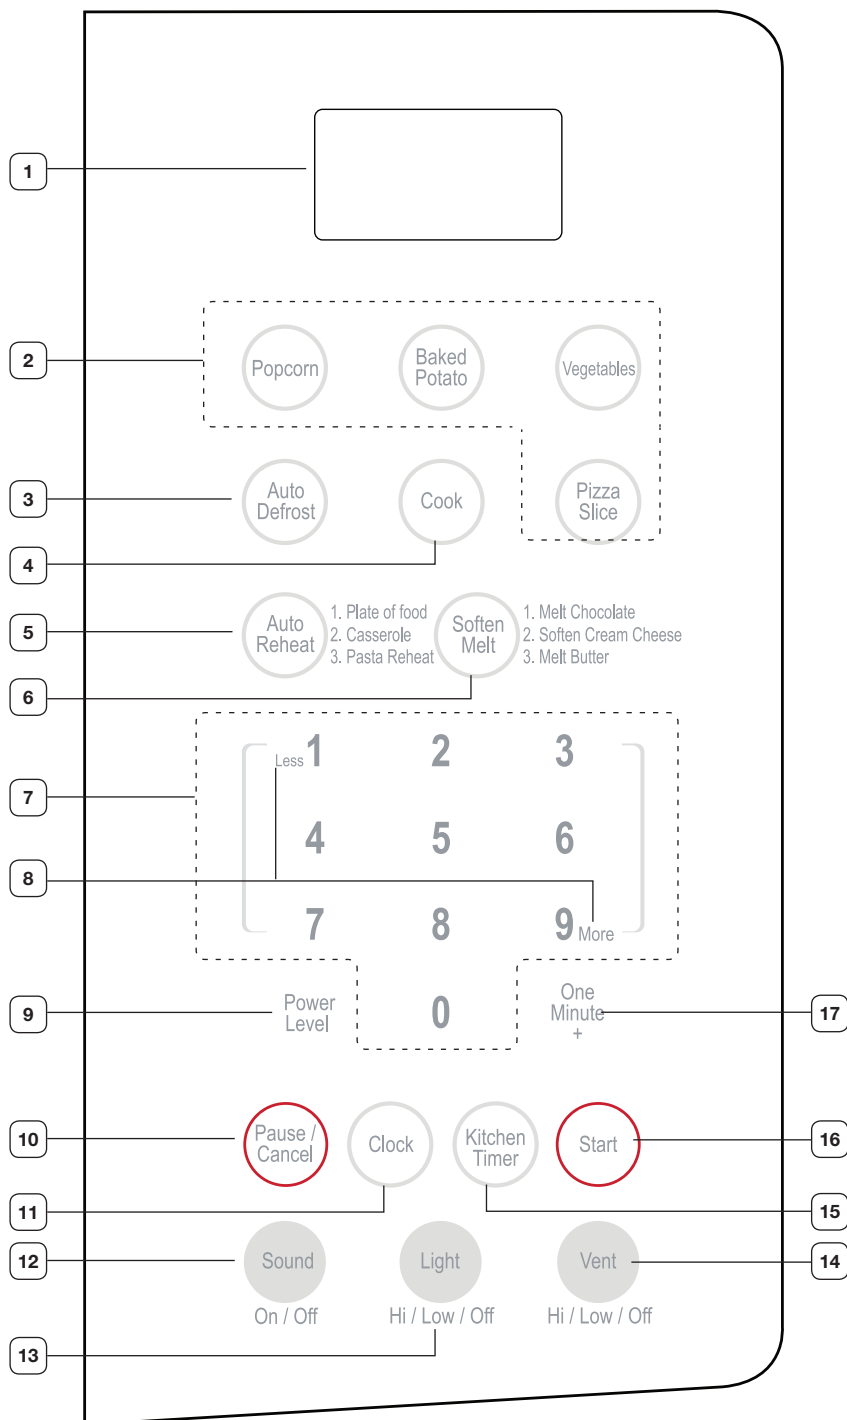 1
2
Popcorn
Baked
Potato
Vegetables
3
Auto
Defrost
Cook
Pizza
Slice
4
5
Auto
Reheat
1. Plate of food
2. Casserole
3. Pasta Reheat
Soften
Melt
1. Melt Chocolate
2. Soften Cream Cheese
3. Melt Butter
6
7
Less 1 2 3
4 5 6
8
7 8 9 More
9
Power
Level
0
One
Minute
+
17
10
Pause /
Cancel
Clock
Kitchen
Timer
Start
16
11
15
12
Sound
On / Off
Light
Hi / Low / Off
Vent
Hi / Low / Off
14
13